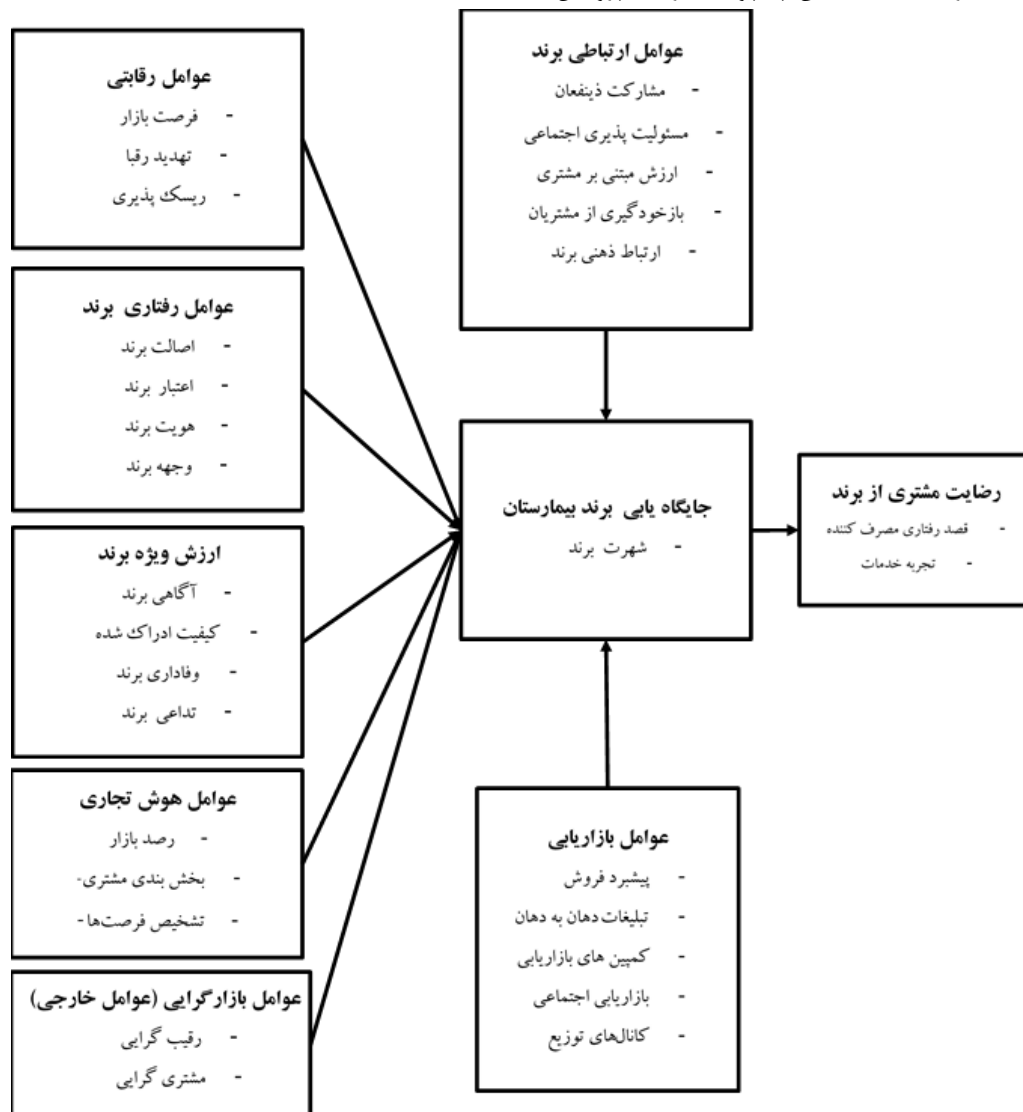 عوامل رقابتی
- فرصت بازار
- تهدید رقبا
- ریسک پذیری
عوامل رفتاری برند
- اصالت برند
- اعتبار برند
- هویت برند
- وجهه برند
ارزش ویژه برند
- آگاهی برند
- کیفیت ادراک شده
- وفاداری برند
- تداعی برند
عوامل هوش تجاری
- رصد بازار
- بخش بندی مشتری-
- تشخیص فرصت‌ها-
عوامل بازارگرایی (عوامل خارجی)
- رقیب گرایی
- مشتری گرایی
عوامل ارتباطی برند
- مشارکت ذینفعان
- مسئولیت پذیری اجتماعی
- ارزش مبتنی بر مشتری
- بازخودگیری از مشتریان
- ارتباط ذهنی برند
جایگاه یابی برند بیمارستان
- شهرت برند
عوامل بازاریابی
- پیشبرد فروش
- تبلیغات دهان به دهان
- کمپین های بازاریابی
- بازاریابی اجتماعی
- کانال‌های توزیع
رضایت مشتری از برند
- قصد رفتاری مصرف کننده
- تجربه خدمات